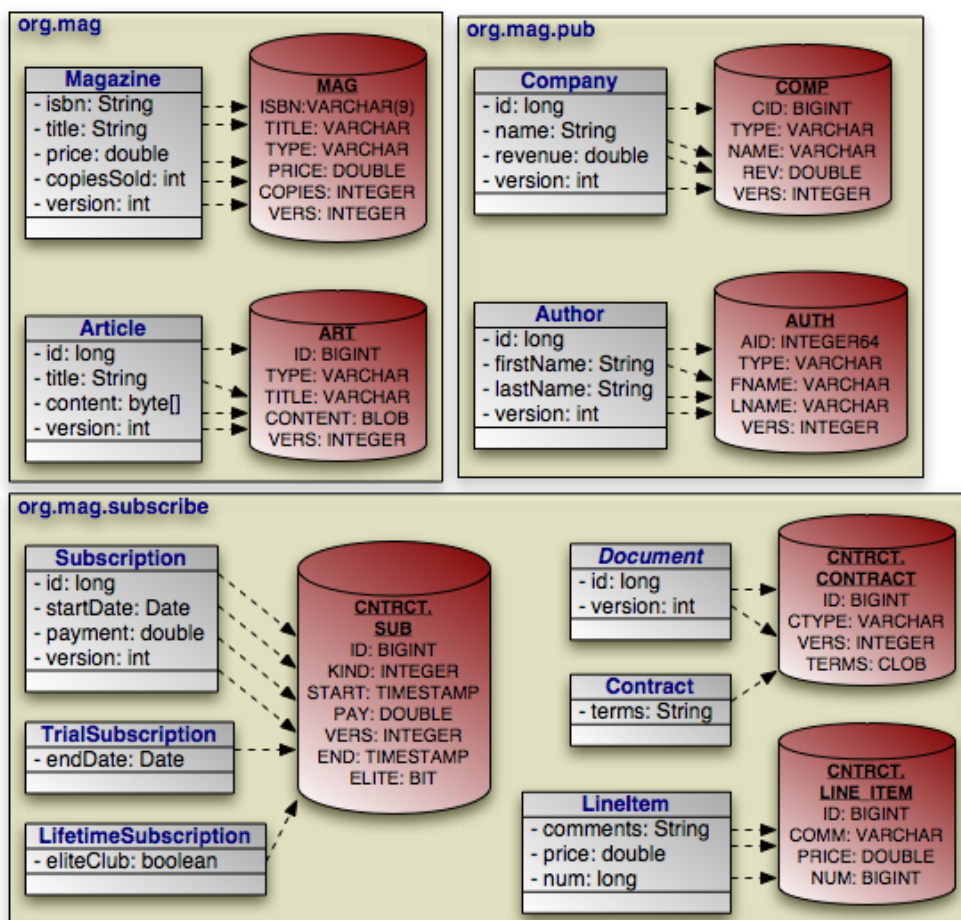 org.mag
Magazine
- isbn: String
- title: String
- price: double
- copiesSold: int
- version: int
MAG
ISBN:VARCHAR(9)
TITLE: VARCHAR
TYPE: VARCHAR
PRICE: DOUBLE
COPIES: INTEGER
VERS: INTEGER
Article
- id: long
- title: String
- content: byte[]
- version: int
ART
ID: BIGINT
TYPE: VARCHAR
TITLE: VARCHAR
CONTENT: BLOB
VERS: INTEGER
org.mag.pub
Company
- id: long
- name: String
- revenue: double
- version: int
COMP
CID: BIGINT
TYPE: VARCHAR
NAME: VARCHAR
REV: DOUBLE
VERS: INTEGER
Author
- id: long
- firstName: String
- lastName: String
- version: int
AUTH
AID: INTEGER64
TYPE: VARCHAR
FNAME: VARCHAR
LNAME: VARCHAR
VERS: INTEGER
org.mag.subscribe
Subscription
- id: long
- startDate: Date
- payment: double
- version: int
TrialSubscription
- endDate: Date
LifetimeSubscription
- eliteClub: boolean
CNTRCT.
SUB
ID: BIGINT
KIND: INTEGER
START: TIMESTAMP
PAY: DOUBLE
VERS: INTEGER
END: TIMESTAMP
ELITE: BIT
Document
- id: long
- version: int
Contract
- terms: String
CNTRCT.
CONTRACT
ID: BIGINT
CTYPE: VARCHAR
VERS: INTEGER
TERMS: CLOB
LineItem
- comments: String
- price: double
- num: long
CNTRCT.
LINE_ITEM
ID: BIGINT
COMM: VARCHAR
PRICE: DOUBLE
NUM: BIGINT